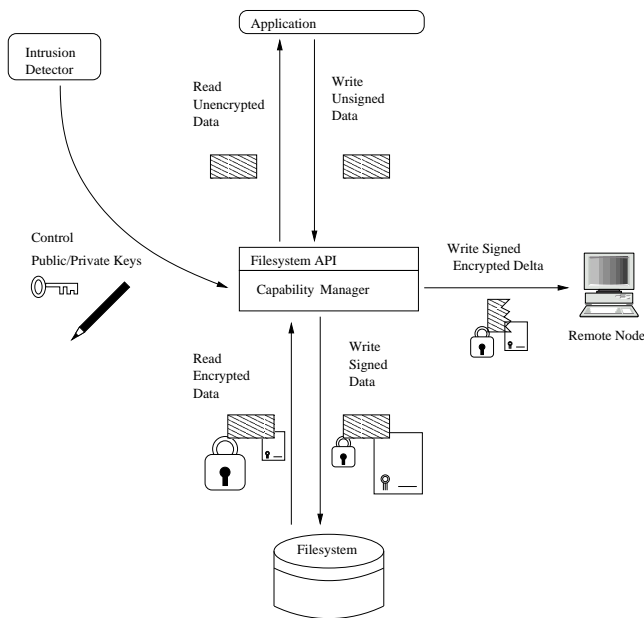 Application
Intrusion
Detector
Read
Unencrypted
Data
Write
Unsigned
Data
Control
Public/Private Keys
Filesystem API
Capability Manager
Write Signed
Encrypted Delta
Remote Node
Read
Encrypted
Data
Write
Signed
Data
Filesystem